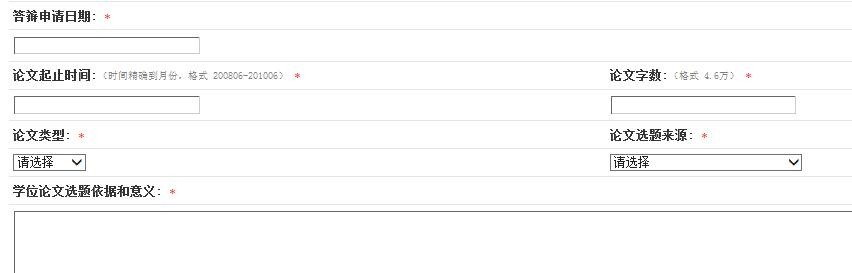 答辩申请日期： *
论文起止时间：（时间精确到月份，格式 200806-201006） *
论文字数：（格式 4.6万） *
论文类型： *
论文选题来源： *
请选择
请选择
学位论文选题依据和意义： *